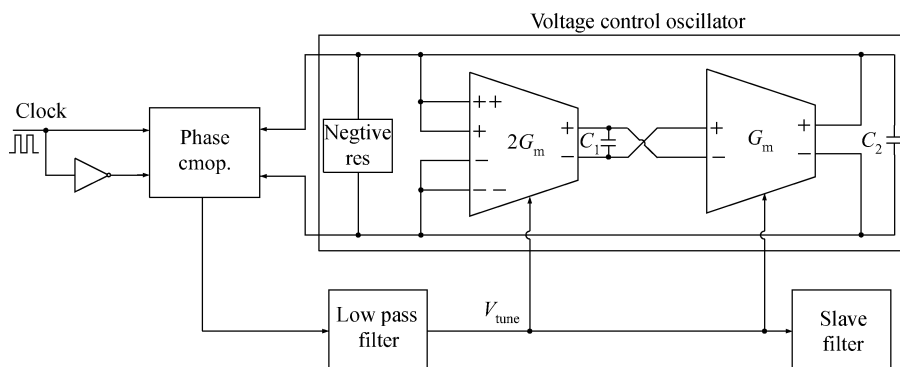 Voltage control oscillator
Clock
Phase
cmop.
Negtive
res
++
+
−
− −
2Gm
+
−
C1
+
−
Gm
+
−
C2
Low pass
filter
Vtune
Slave
filter